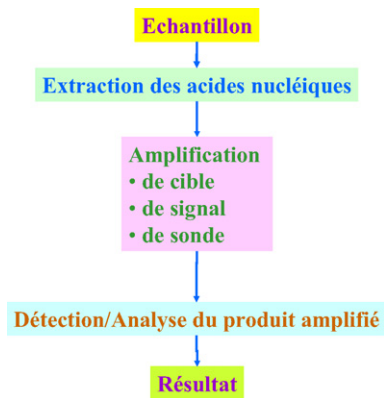 Echantillon
Extraction des acides nucléiques
Amplification
• de cible
• de signal
• de sonde
Détection/Analyse du produit amplifié
Résultat